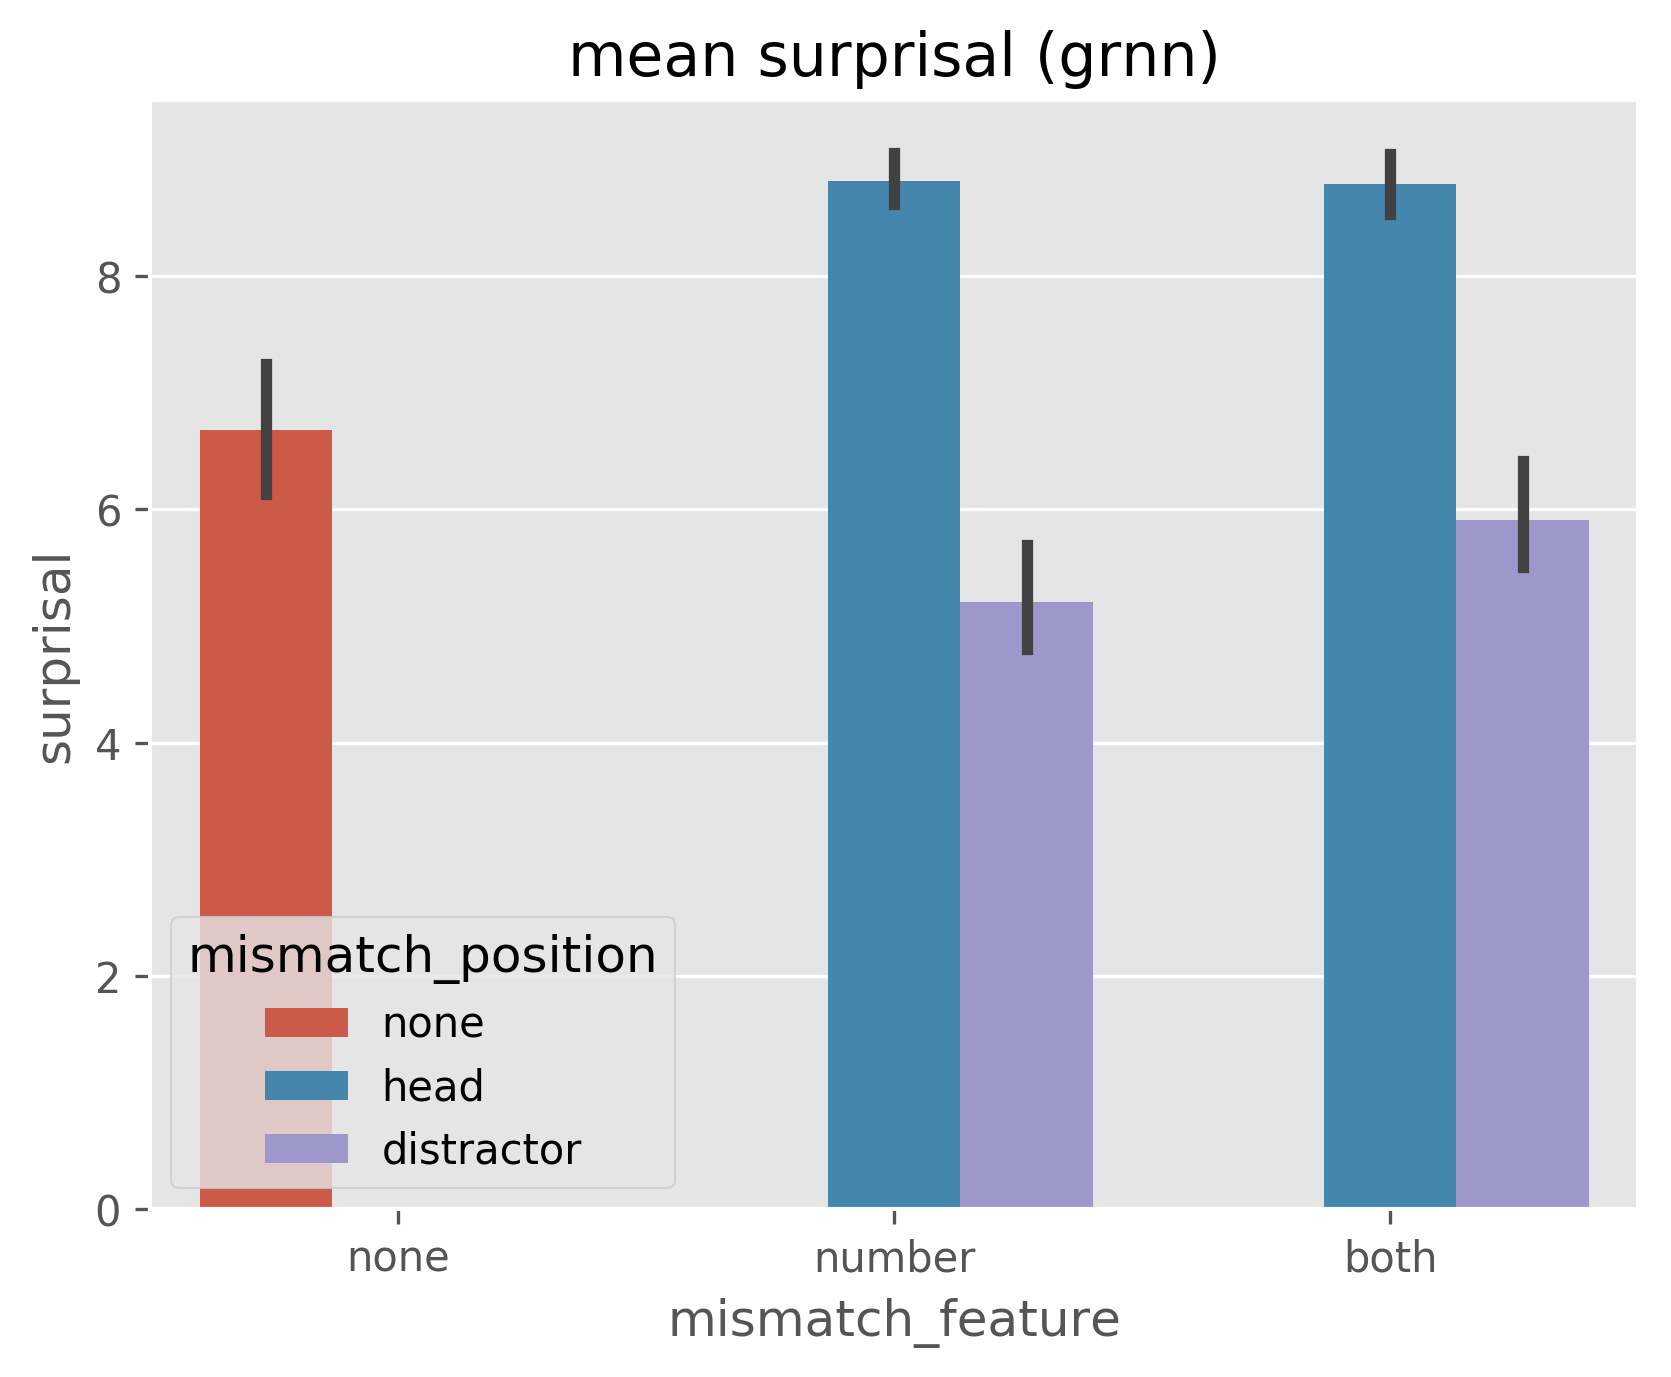 mean surprisal (grnn)
surprisal
8
6
4
2
0
mismatch_position
none
head
distractor
none
number
both
mismatch_feature